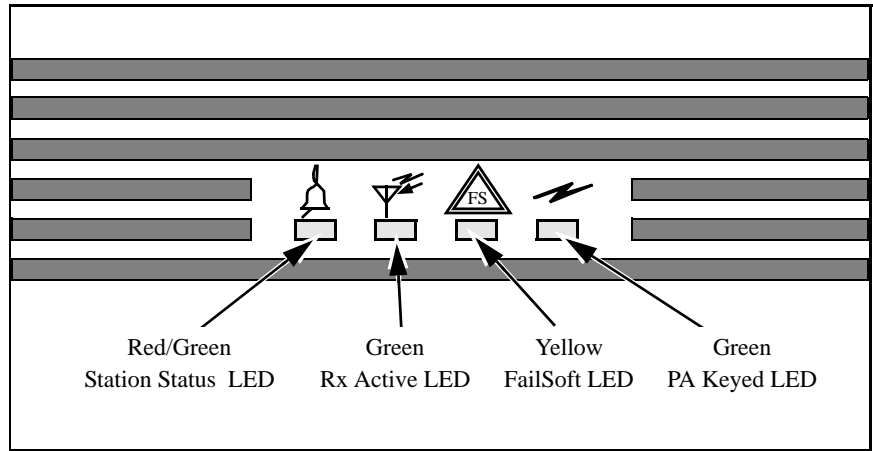 FS
Red/Green
Station Status LED
Green
Rx Active LED
Yellow
FailSoft LED
Green
PA Keyed LED